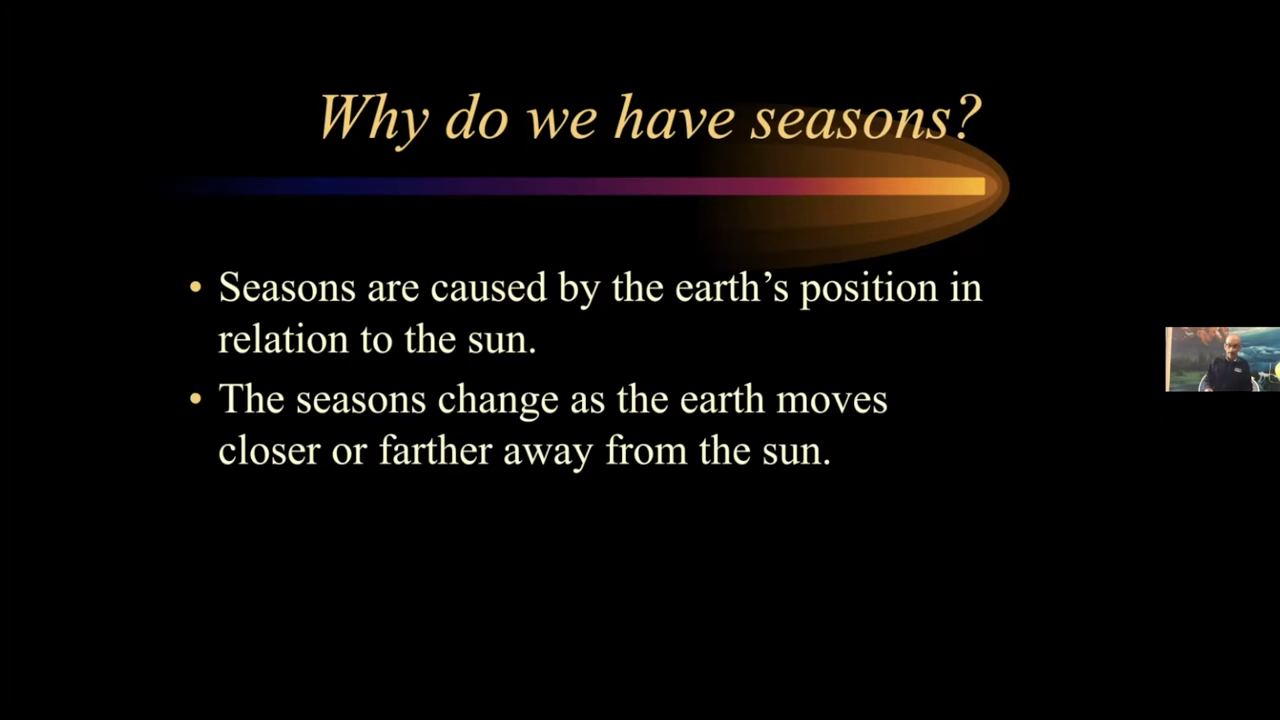 Why do we have seasons?
• Seasons are caused by the earth’s position in
relation to the sun.
• The seasons change as the earth moves
closer or farther away from the sun.